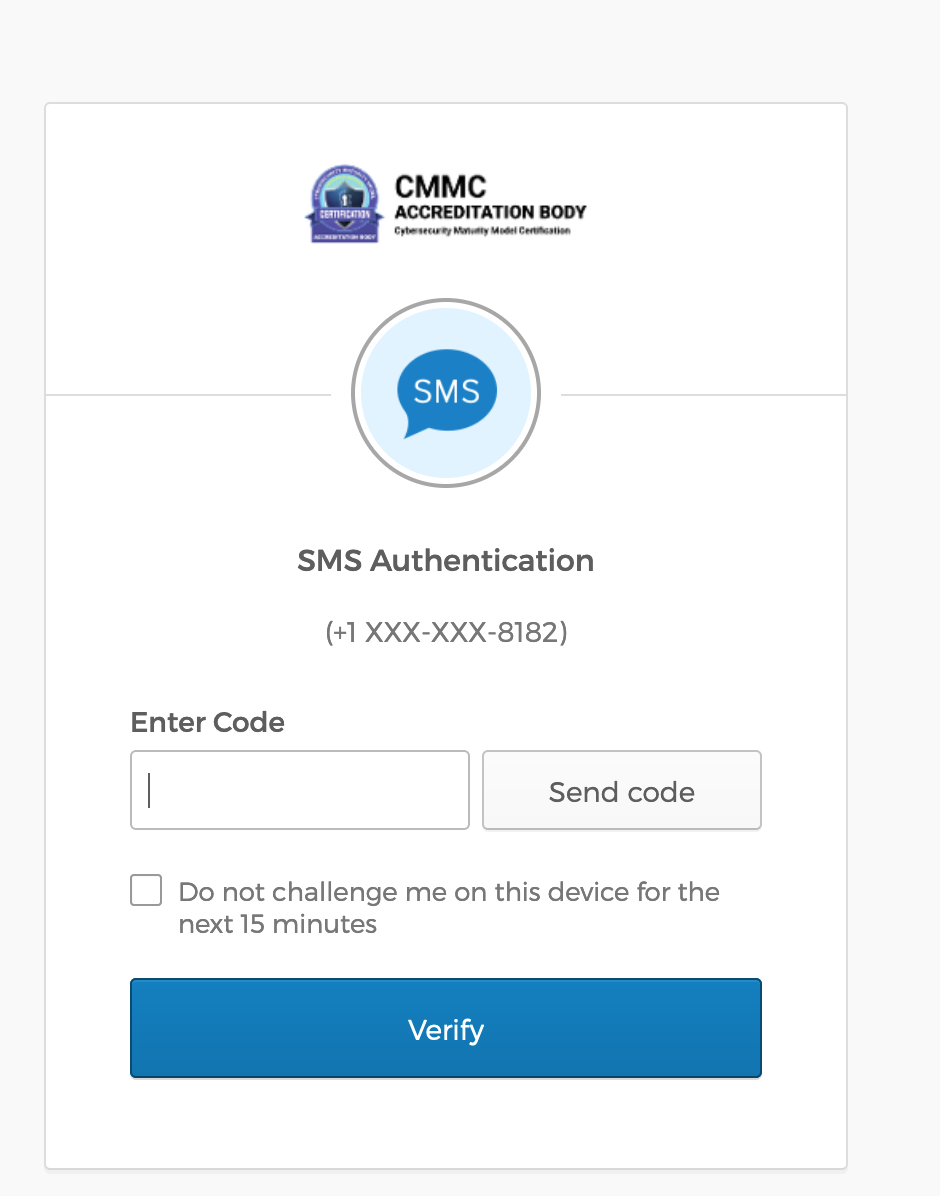 CERTIFICATION
ACCREDITATION BODY
CMMC
ACCREDITATION BODY
Cybersecurity Maturity Model Certification
SMS
SMS Authentication
(+1 XXX-XXX-8182)
Enter Code
Send code
Do not challenge me on this device for the
next 15 minutes
Verify